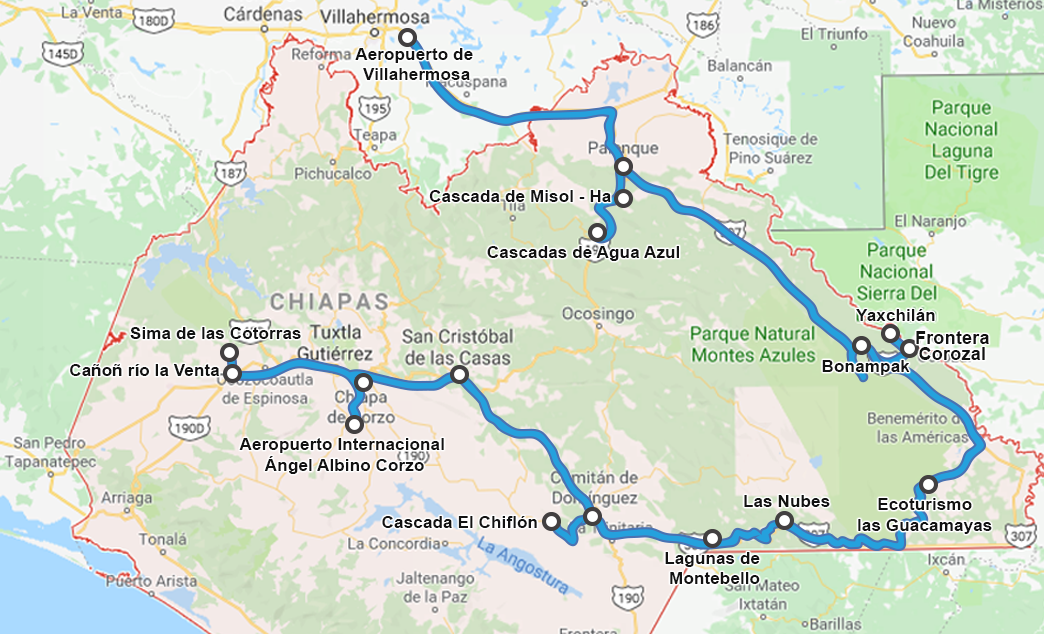 La Venta
180D
Cárdenas
Villahermosa
186
La Misteriosa
145D
El Triunfo
Nuevo
Coahuila
Reforma
Aeropuerto de
Villahermosa
Balancán
195
Teapa
Parque
Nacional
Laguna
Del Tigre
Tenosique de
Pino Suárez
187
Pichucalco
Palenque
Cascada de Misol - Ha
Tila
El Naranjo
Cascadas de Agua Azul
Parque
Nacional
Sierra Del
CHIAPAS
Ocosingo
Yaxchilán
Sima de las Cotorras
Tuxtla
Gutiérrez
San Cristóbal
de las Casas
Parque Natural
Montes Azules
Frontera
Corozal
Bonampak
Cañoñ río la Venta
Ocozocoautla
de Espinosa
Chiapa
de Corzo
190D
Benemérito de
las Américas
Aeropuerto Internacional
Ángel Albino Corzo
190
San Pedro
Tapanatepec
Comitán de
Domínguez
Arriaga
Las Nubes
Ecoturismo
las Guacamayas
Cascada El Chiflón
307
La Concordia
Tonalá
La Angostura
Lagunas de
Montebello
Ixcán
Puerto Arista
Jaltenango
de la Paz
190
San Mateo
Ixtatán
Barillas
Frontera